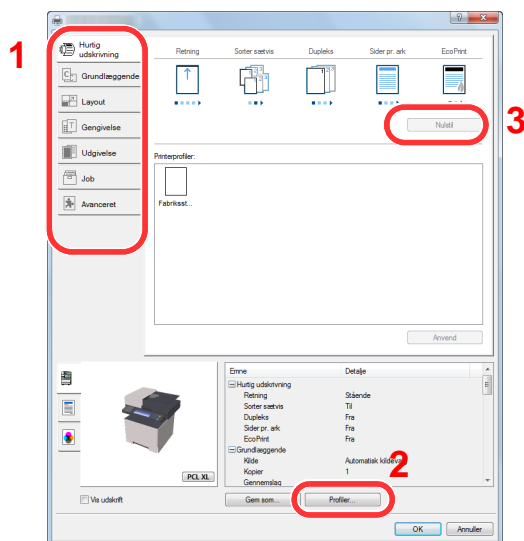 1
Hurtig
udskrivning
Grundlæggende
Layout
Gengivelse
Udgivelse
Job
Avanceret
Retning Sorter sætvis Dupleks Sider pr. ark EcoPrint
Nulstil
3
Printerprofiler:
Fabriksst...
Anvend
Emne Detalje
Hurtig udskrivning
Retning Stående
Sorter sætvis Til
Dupleks Fra
Sider pr. ark Fra
EcoPrint Fra
Grundlæggende
Kilde Automatisk kildeva
Kopier 1
Gennemslag
2
PCL XL
Vis udskrift
Gem som...
Profiler...
OK
Annuller